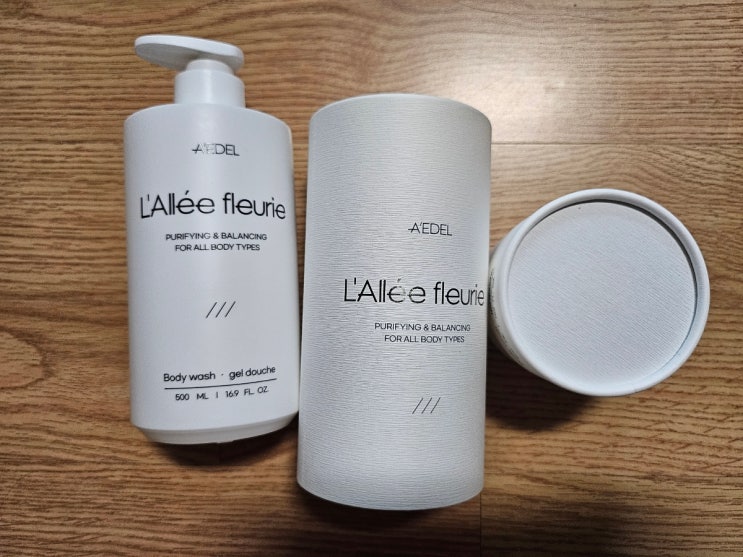 A'EDEL
L'Allée fleurie
PURIFYING & BALANCING
FOR ALL BODY TYPES
///
Body wash · gel douche
500 ML | 16.9 FL. OZ.
A'EDEL
L'Allée fleurie
PURIFYING & BALANCING
FOR ALL BODY TYPES
///